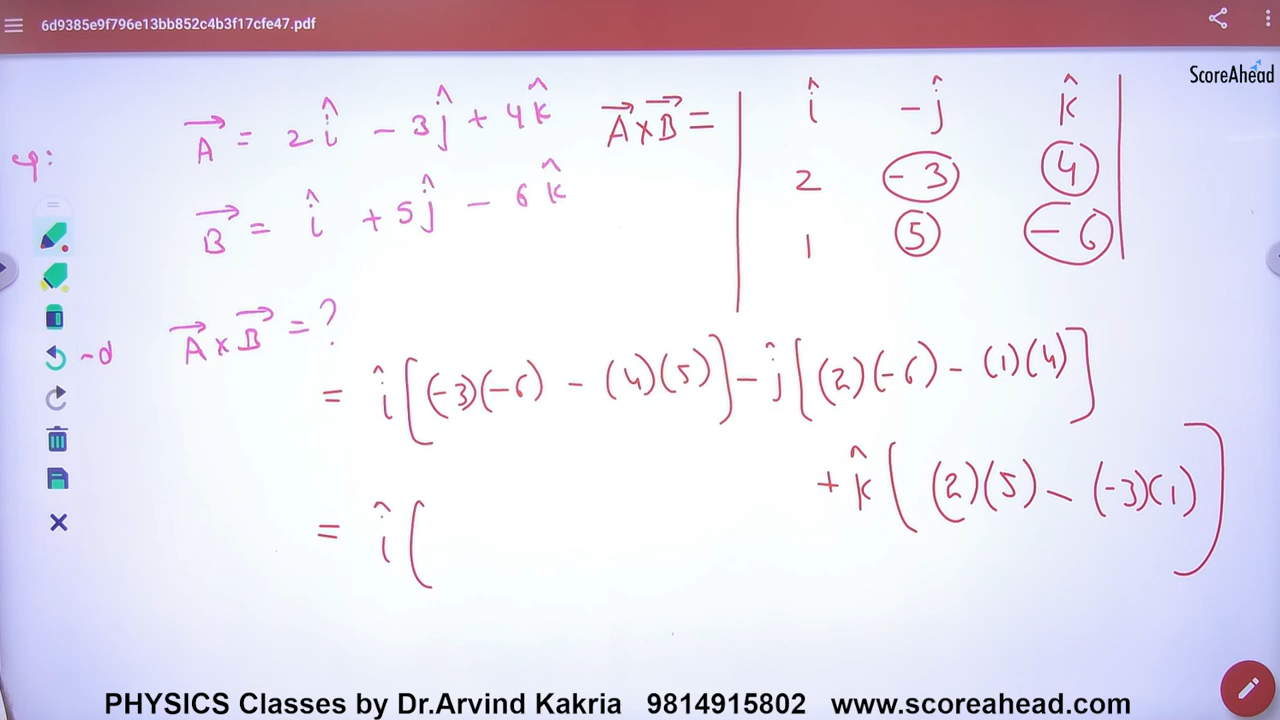 6d9385e9f796e13bb852c4b3f17cfe47.pdf
ScoreAhead
φ: A⃗ = 2î - 3ĵ + 4k̂
B⃗ = î + 5ĵ - 6k̂
A⃗ × B⃗ = ?
A⃗ × B⃗ = | î -ĵ k̂ |
2 -3 4
1 5 -6
= î [(-3)(-6) - (4)(5)] - ĵ [(2)(-6) - (1)(4)]
+ k̂ [(2)(5) - (-3)(1)]
= î (
PHYSICS Classes by Dr.Arvind Kakria 9814915802 www.scoreahead.com